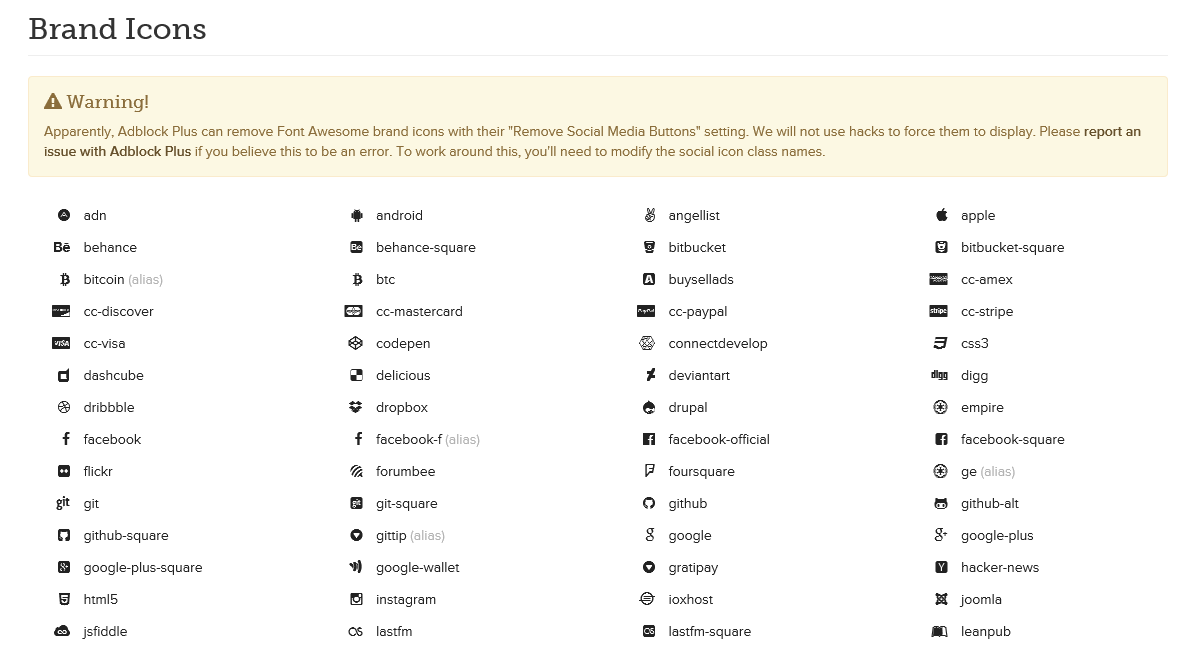 Brand Icons
Warning!
Apparently, Adblock Plus can remove Font Awesome brand icons with their "Remove Social Media Buttons" setting. We will not use hacks to force them to display. Please report an
issue with Adblock Plus if you believe this to be an error. To work around this, you'll need to modify the social icon class names.
adn android angellist apple
behance behance-square bitbucket bitbucket-square
bitcoin (alias) btc buysellads cc-amex
cc-discover cc-mastercard cc-paypal cc-stripe
cc-visa codepen connectdevelop css3
dashcube delicious deviantart digg
dribbble dropbox drupal empire
facebook facebook-f (alias) facebook-official facebook-square
flickr forumbee foursquare ge (alias)
git git-square github github-alt
github-square gittip (alias) google google-plus
google-plus-square google-wallet gratipay hacker-news
html5 instagram ioxhost joomla
jsfiddle lastfm lastfm-square leanpub